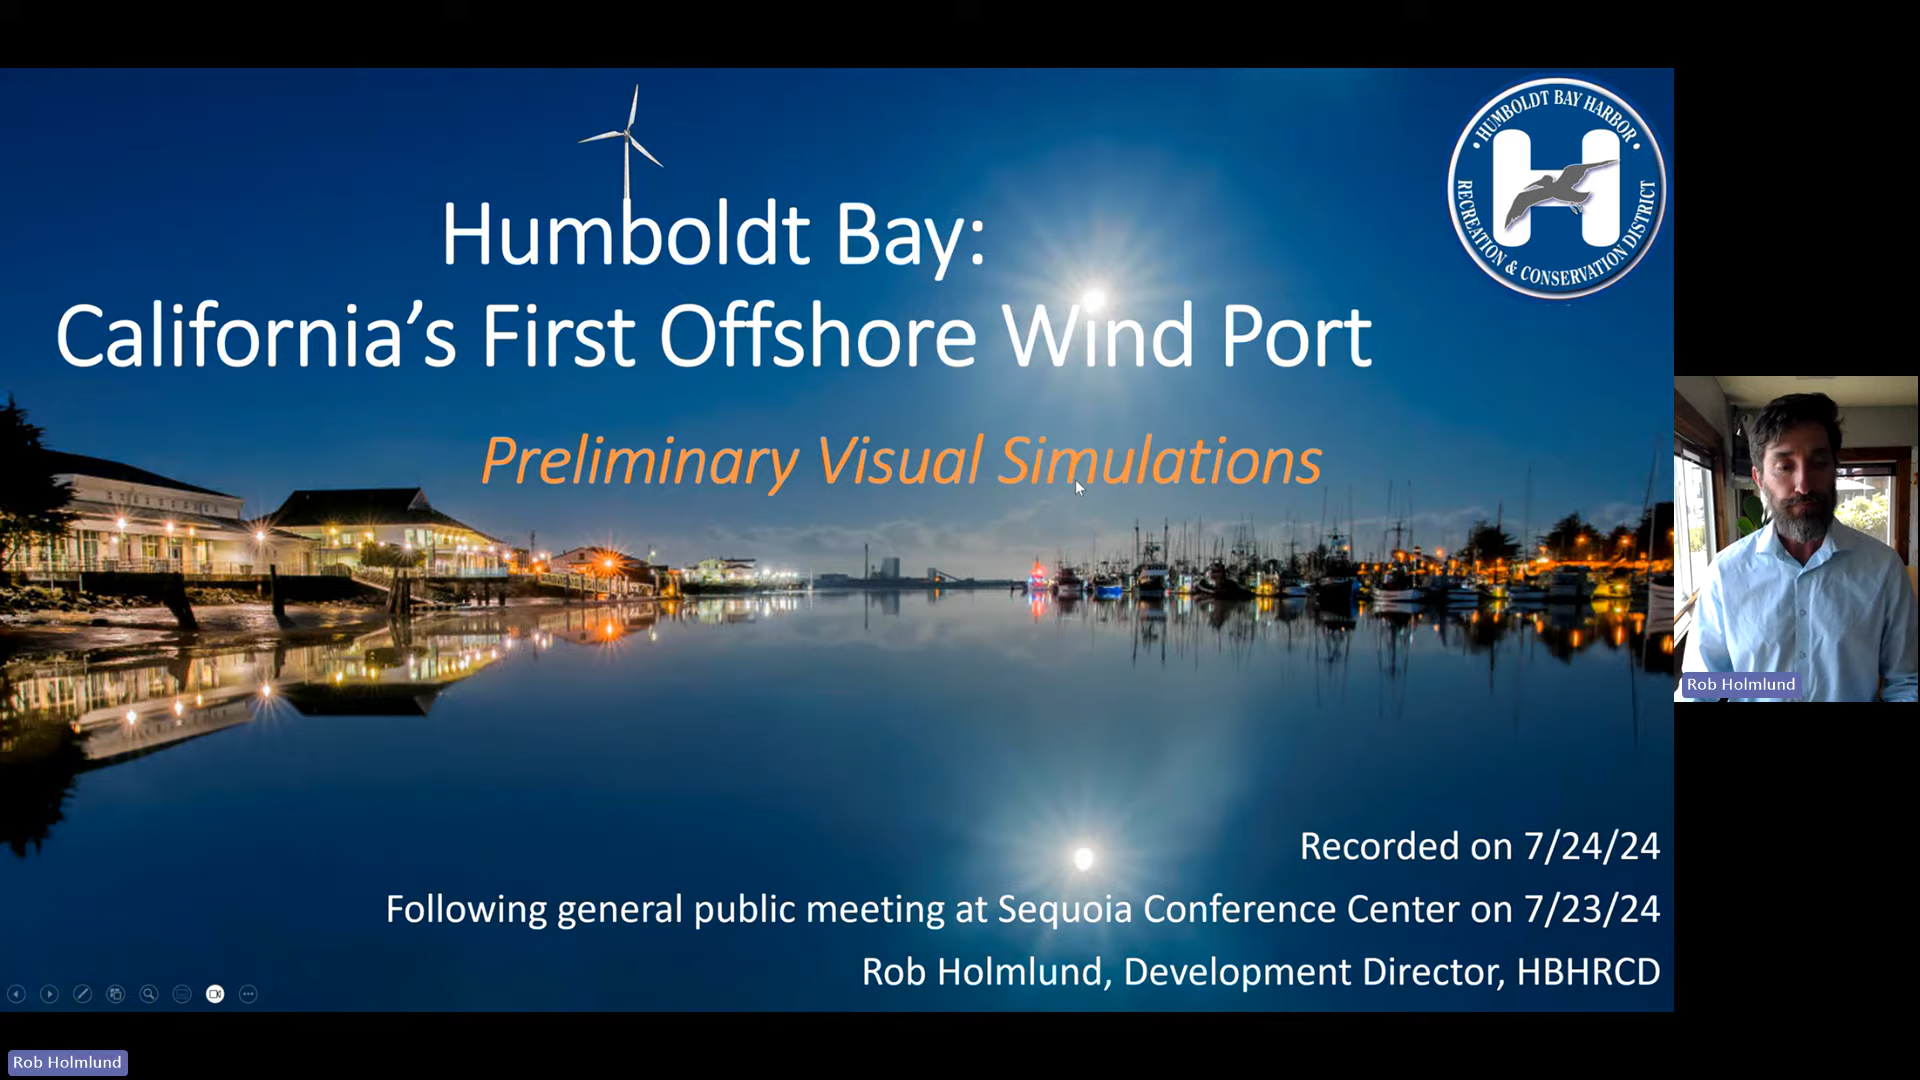 Humboldt Bay:
California's First Offshore Wind Port
Preliminary Visual Simulations
• HUMBOLDT BAY HARBOR •
H
RECREATION & CONSERVATION DISTRICT
Rob Holmlund
Recorded on 7/24/24
Following general public meeting at Sequoia Conference Center on 7/23/24
Rob Holmlund, Development Director, HBHRCD
Rob Holmlund